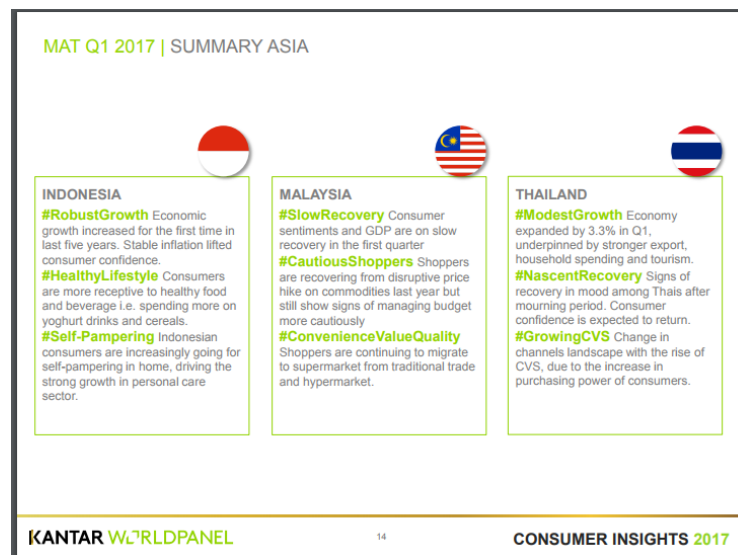 MAT Q1 2017 | SUMMARY ASIA
INDONESIA
#RobustGrowth Economic
growth increased for the first time in
last five years. Stable inflation lifted
consumer confidence.
#HealthyLifestyle Consumers
are more receptive to healthy food
and beverage i.e. spending more on
yoghurt drinks and cereals.
#Self-Pampering Indonesian
consumers are increasingly going for
self-pampering in home, driving the
strong growth in personal care
sector.
MALAYSIA
#SlowRecovery Consumer
sentiments and GDP are on slow
recovery in the first quarter
#CautiousShoppers Shoppers
are recovering from disruptive price
hike on commodities last year but
still show signs of managing budget
more cautiously
#ConvenienceValueQuality
Shoppers are continuing to migrate
to supermarket from traditional trade
and hypermarket.
THAILAND
#ModestGrowth Economy
expanded by 3.3% in Q1,
underpinned by stronger export,
household spending and tourism.
#NascentRecovery Signs of
recovery in mood among Thais after
mourning period. Consumer
confidence is expected to return.
#GrowingCVS Change in
channels landscape with the rise of
CVS, due to the increase in
purchasing power of consumers.
KANTAR WORLDPANEL
14
CONSUMER INSIGHTS 2017